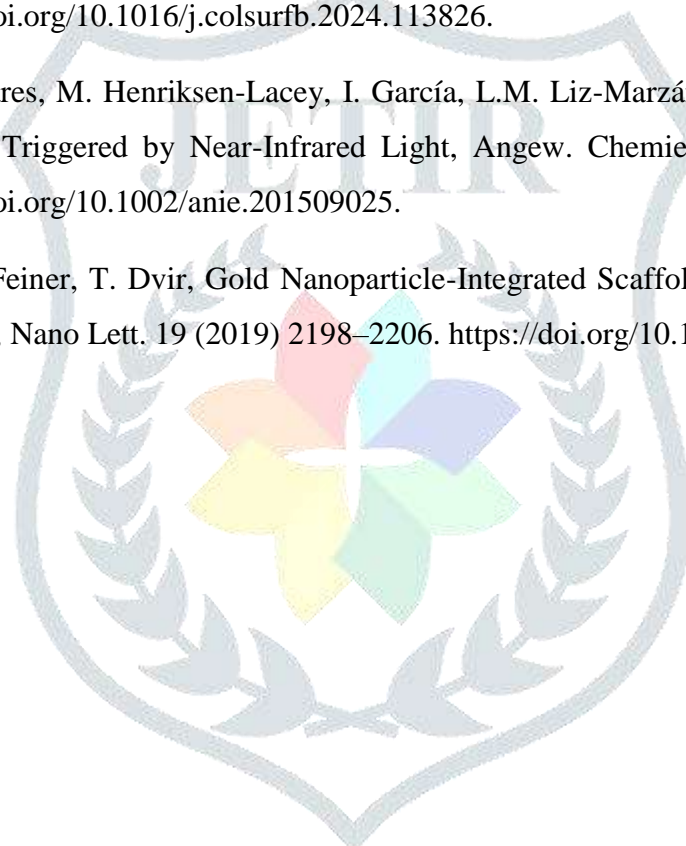 oi.org/10.1016/j.colsurfb.2024.113826.
res, M. Henriksen-Lacey, I. García, L.M. Liz-Marzá
Triggered by Near-Infrared Light, Angew. Chemie
oi.org/10.1002/anie.201509025.
Feiner, T. Dvir, Gold Nanoparticle-Integrated Scaffol
Nano Lett. 19 (2019) 2198–2206. https://doi.org/10.1
JETIR